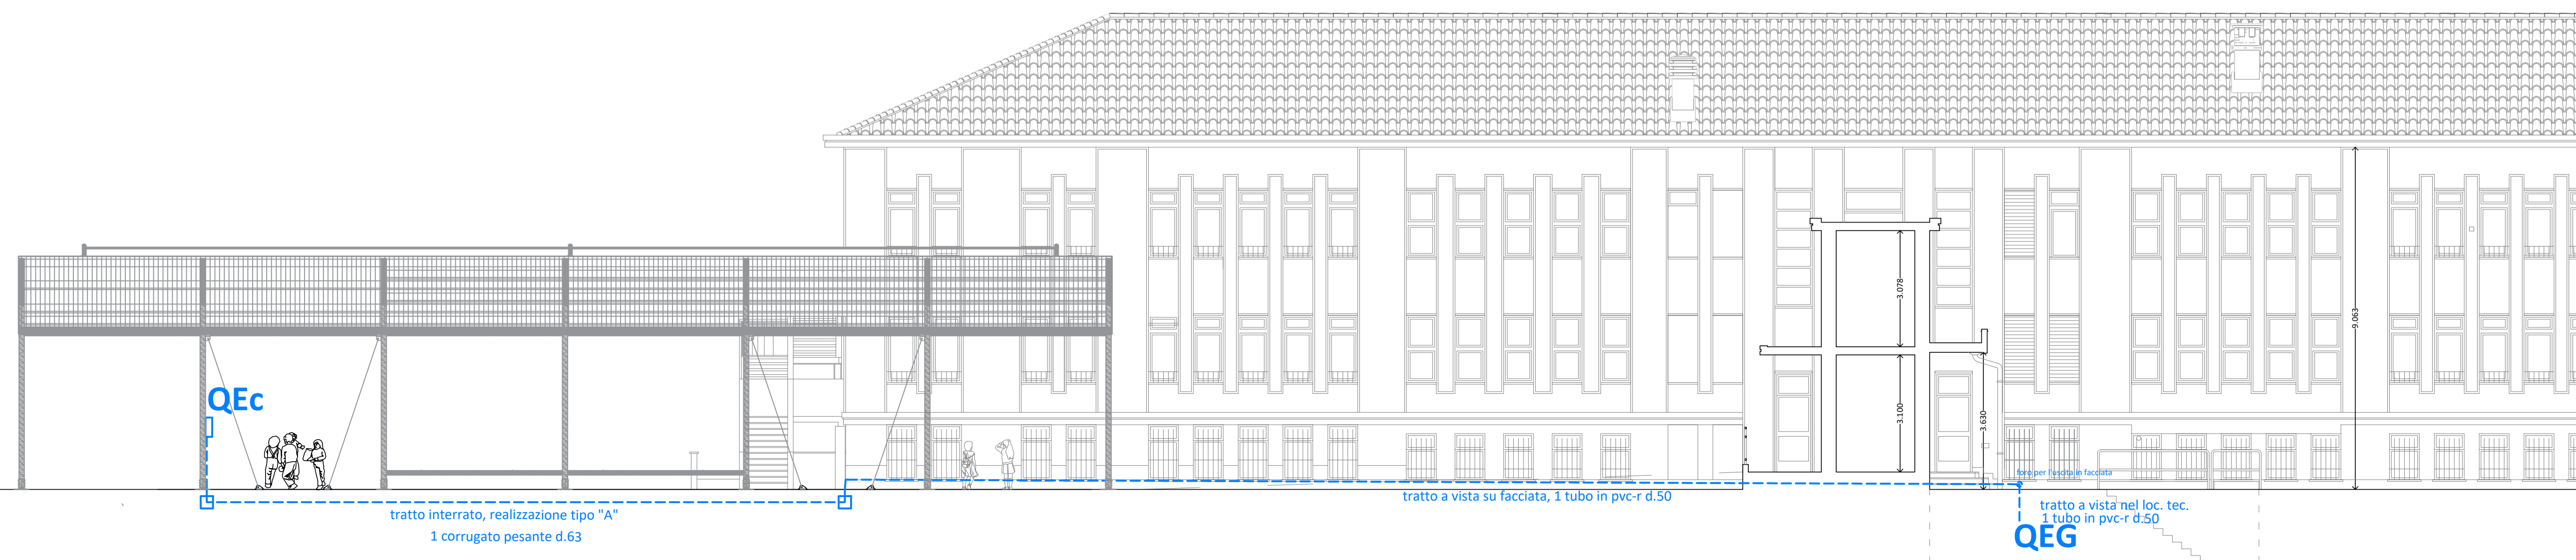 QEc
tratto interrato, realizzazione tipo "A"
1 corrugato pesante d.63
tratto a vista su facciata, 1 tubo in pvc-r d.50
3.078
3.100
3.630
9.063
foro per l'uscita in facciata
tratto a vista nel loc. tec.
1 tubo in pvc-r d.50
QEG